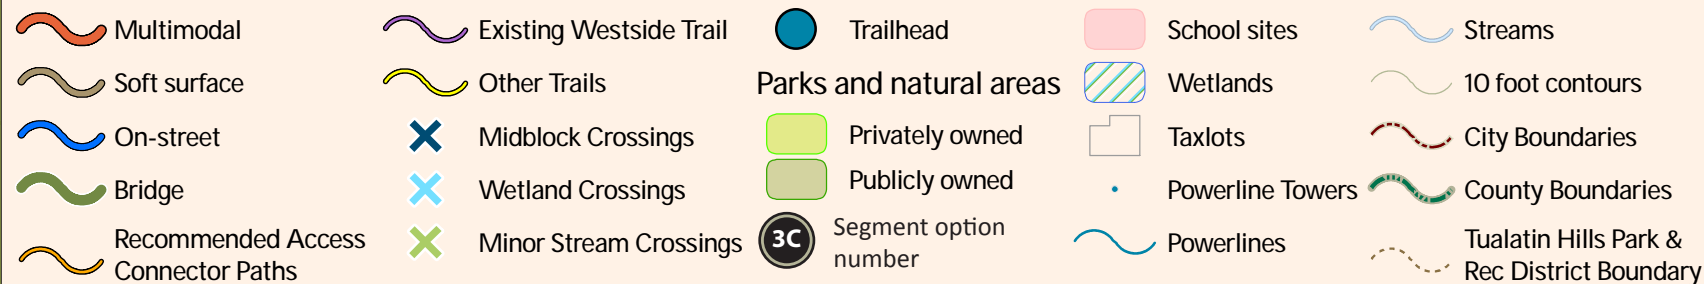 Multimodal
Soft surface
On-street
Bridge
Recommended Access
Connector Paths
Existing Westside Trail
Other Trails
Midblock Crossings
Wetland Crossings
Minor Stream Crossings
Trailhead
Parks and natural areas
Privately owned
Publicly owned
3C
Segment option
number
School sites
Wetlands
Taxlots
Powerline Towers
Powerlines
Streams
10 foot contours
City Boundaries
County Boundaries
Tualatin Hills Park &
Rec District Boundary